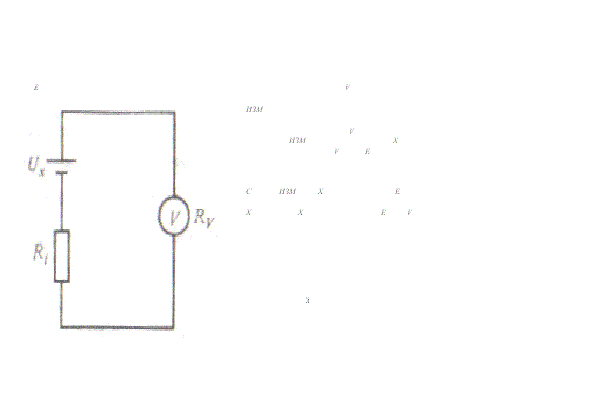 E V
ИЗМ
V
ИЗМ X
V E
U_x
C ИЗМ X E
X X E V
V R_V
R_i
3